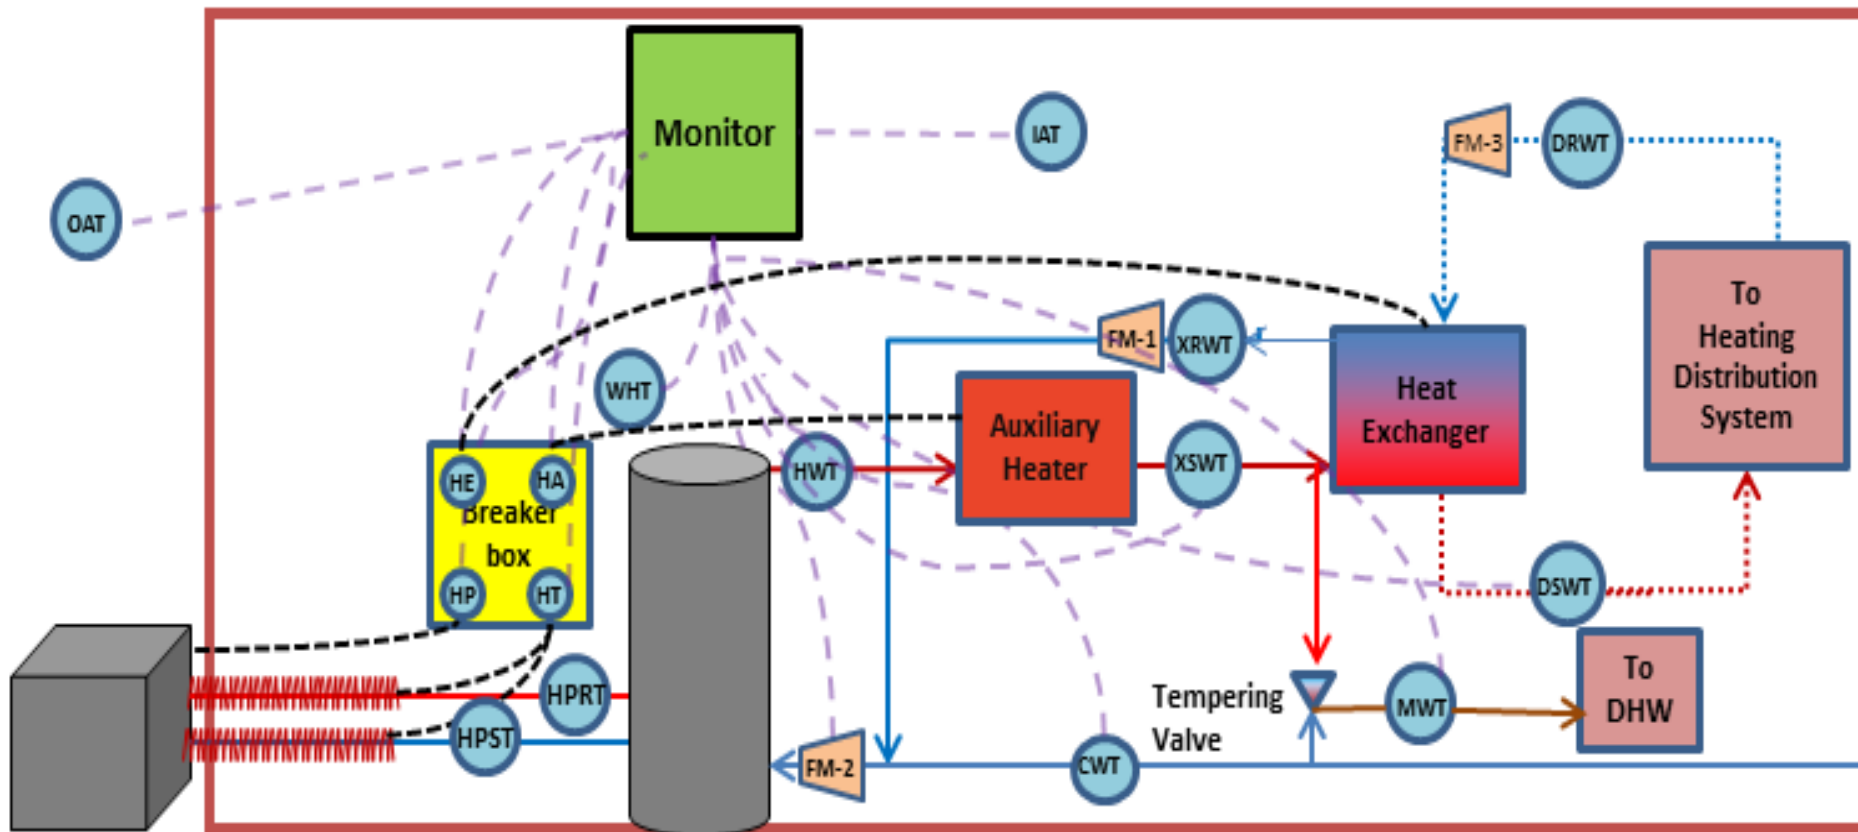 Monitor
IAT
FM-3
DRWT
OAT
To
Heating
Distribution
System
FM-1
XRWT
r
WHT
Heat
Exchanger
Auxiliary
Heater
HWT
XSWT
HE
HA
Breaker
box
HP
HT
DSWT
HPRT
HPST
Tempering
Valve
MWT
To
DHW
FM-2
CWT